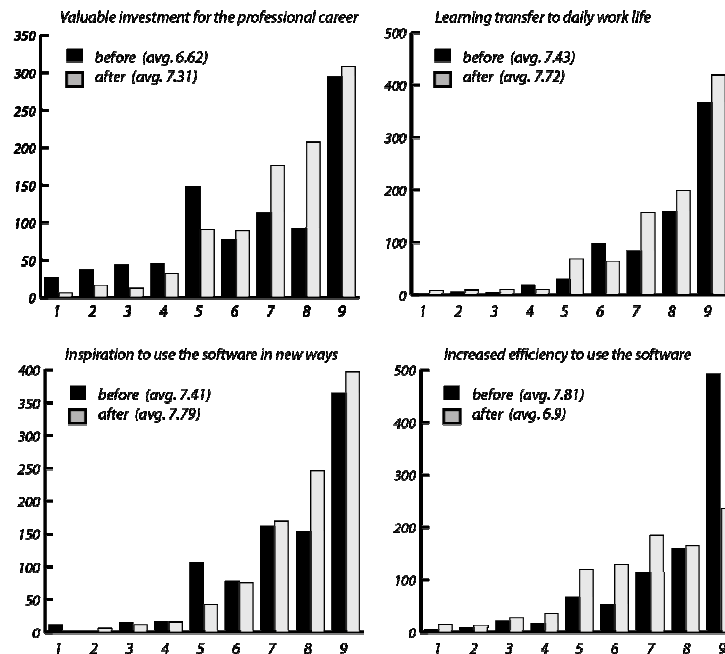 Valuable investment for the professional career
350
before (avg. 6.62)
300
after (avg. 7.31)
250
200
150
100
50
0
1 2 3 4 5 6 7 8 9
Learning transfer to daily work life
500
before (avg. 7.43)
after (avg. 7.72)
400
300
200
100
0
1 2 3 4 5 6 7 8 9
Inspiration to use the software in new ways
400
before (avg. 7.41)
350
after (avg. 7.79)
300
250
200
150
100
50
0
1 2 3 4 5 6 7 8 9
Increased efficiency to use the software
500
before (avg. 7.81)
after (avg. 6.9)
400
300
200
100
0
1 2 3 4 5 6 7 8 9